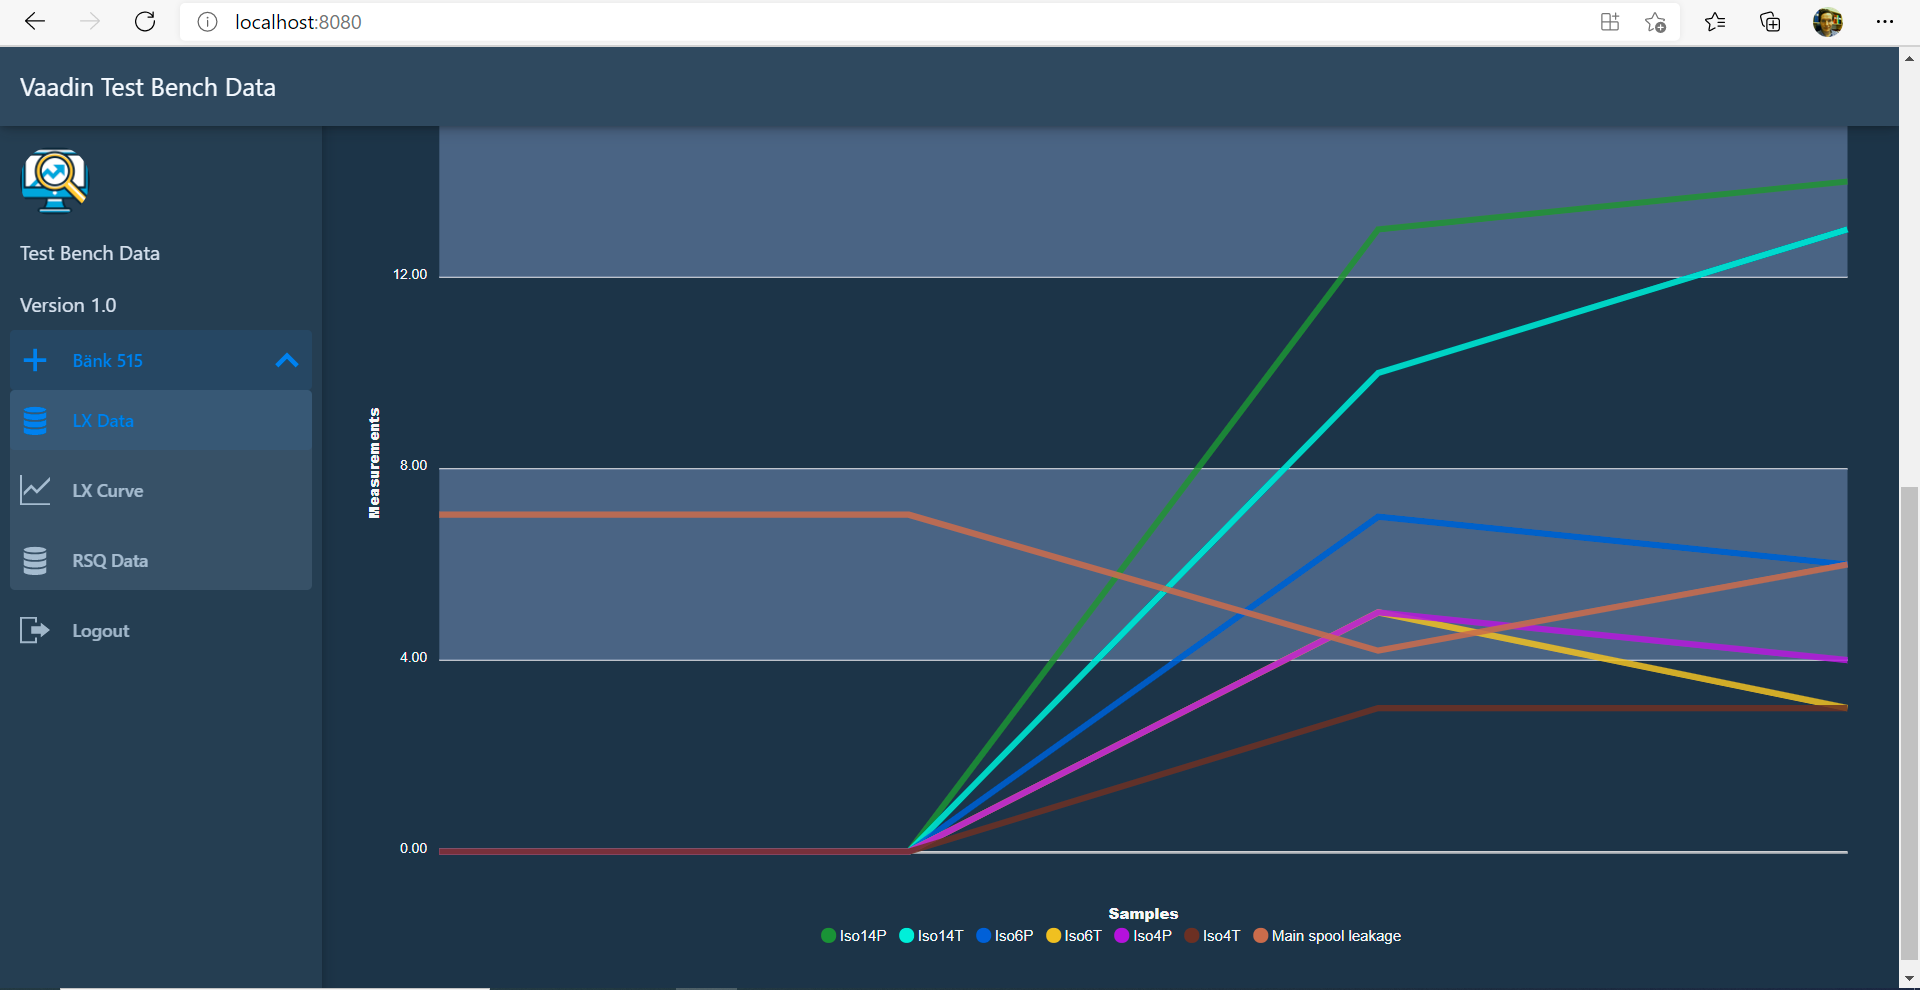 localhost:8080
Vaadin Test Bench Data
Test Bench Data
Version 1.0
Bänk 515
LX Data
LX Curve
RSQ Data
Logout
Measurements
12.00
8.00
4.00
0.00
Samples
Iso14P Iso14T Iso6P Iso6T Iso4P Iso4T Main spool leakage